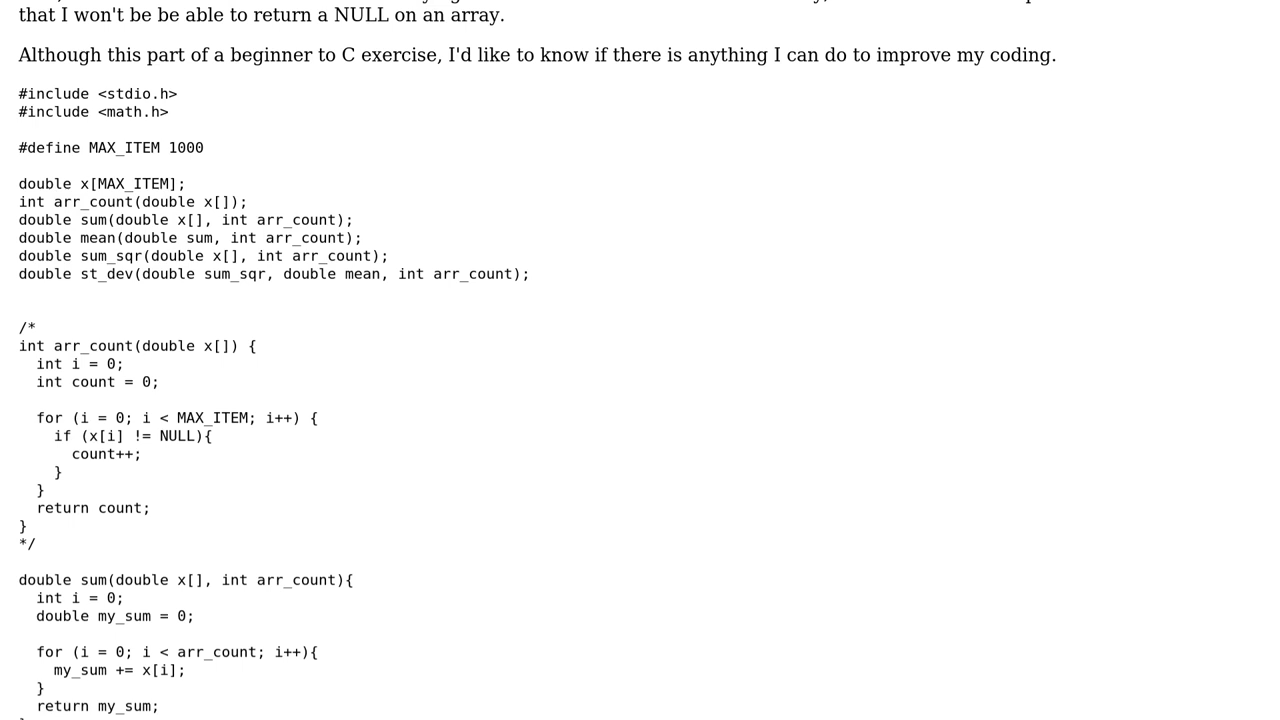 that I won't be be able to return a NULL on an array.
Although this part of a beginner to C exercise, I'd like to know if there is anything I can do to improve my coding.
#include <stdio.h>
#include <math.h>
#define MAX_ITEM 1000
double x[MAX_ITEM];
int arr_count(double x[]);
double sum(double x[], int arr_count);
double mean(double sum, int arr_count);
double sum_sqr(double x[], int arr_count);
double st_dev(double sum_sqr, double mean, int arr_count);
/*
int arr_count(double x[]) {
  int i = 0;
  int count = 0;
  for (i = 0; i < MAX_ITEM; i++) {
    if (x[i] != NULL){
      count++;
    }
  }
  return count;
}
*/
double sum(double x[], int arr_count){
  int i = 0;
  double my_sum = 0;
  for (i = 0; i < arr_count; i++){
    my_sum += x[i];
  }
  return my_sum;